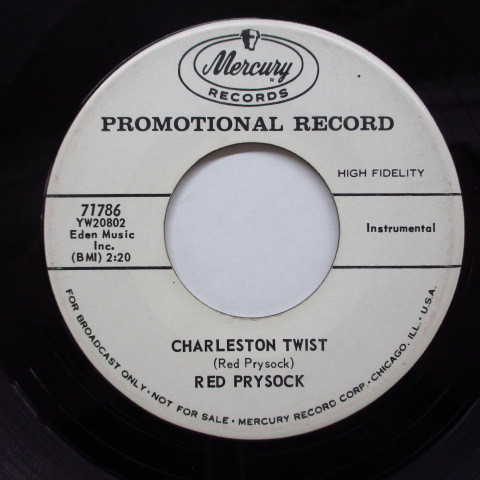 Mercury
R
RECORDS
PROMOTIONAL RECORD
HIGH FIDELITY
71786
YW20802
Eden Music
Inc.
(BMI) 2:20
Instrumental
CHARLESTON TWIST
(Red Prysock)
RED PRYSOCK
FOR BROADCAST ONLY • NOT FOR SALE • MERCURY RECORD CORP. • CHICAGO, ILL. • U.S.A.